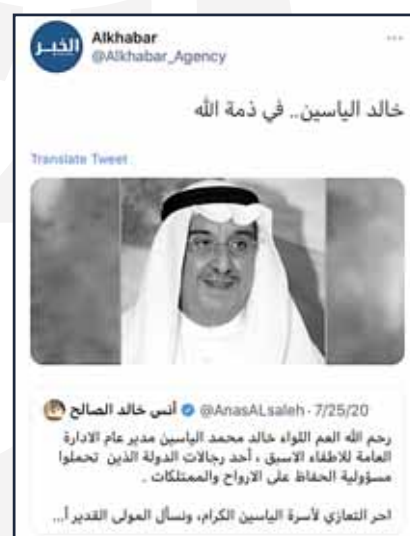 الخبر
Alkhabar
@Alkhabar_Agency
خالد الياسين.. في ذمة الله
Translate Tweet
أنس خالد الصالح @AnasALsaleh · 7/25/20
رحم الله العم اللواء خالد محمد الياسين مدير عام الادارة
العامة للاطفاء الاسبق ، أحد رجالات الدولة الذين تحملوا
مسؤولية الحفاظ على الارواح والممتلكات .
احر التعازي لأسرة الياسين الكرام، ونسأل المولى القدير أ...